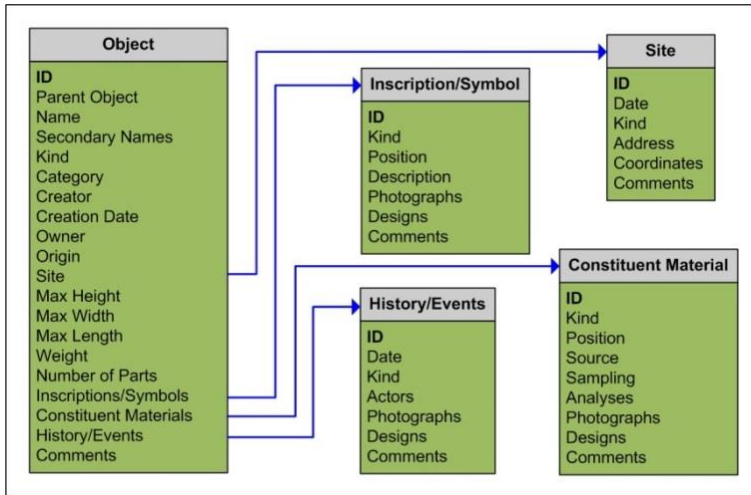 Object
ID
Parent Object
Name
Secondary Names
Kind
Category
Creator
Creation Date
Owner
Origin
Site
Max Height
Max Width
Max Length
Weight
Number of Parts
Inscriptions/Symbols
Constituent Materials
History/Events
Comments
Inscription/Symbol
ID
Kind
Position
Description
Photographs
Designs
Comments
Site
ID
Date
Kind
Address
Coordinates
Comments
History/Events
ID
Date
Kind
Actors
Photographs
Designs
Comments
Constituent Material
ID
Kind
Position
Source
Sampling
Analyses
Photographs
Designs
Comments